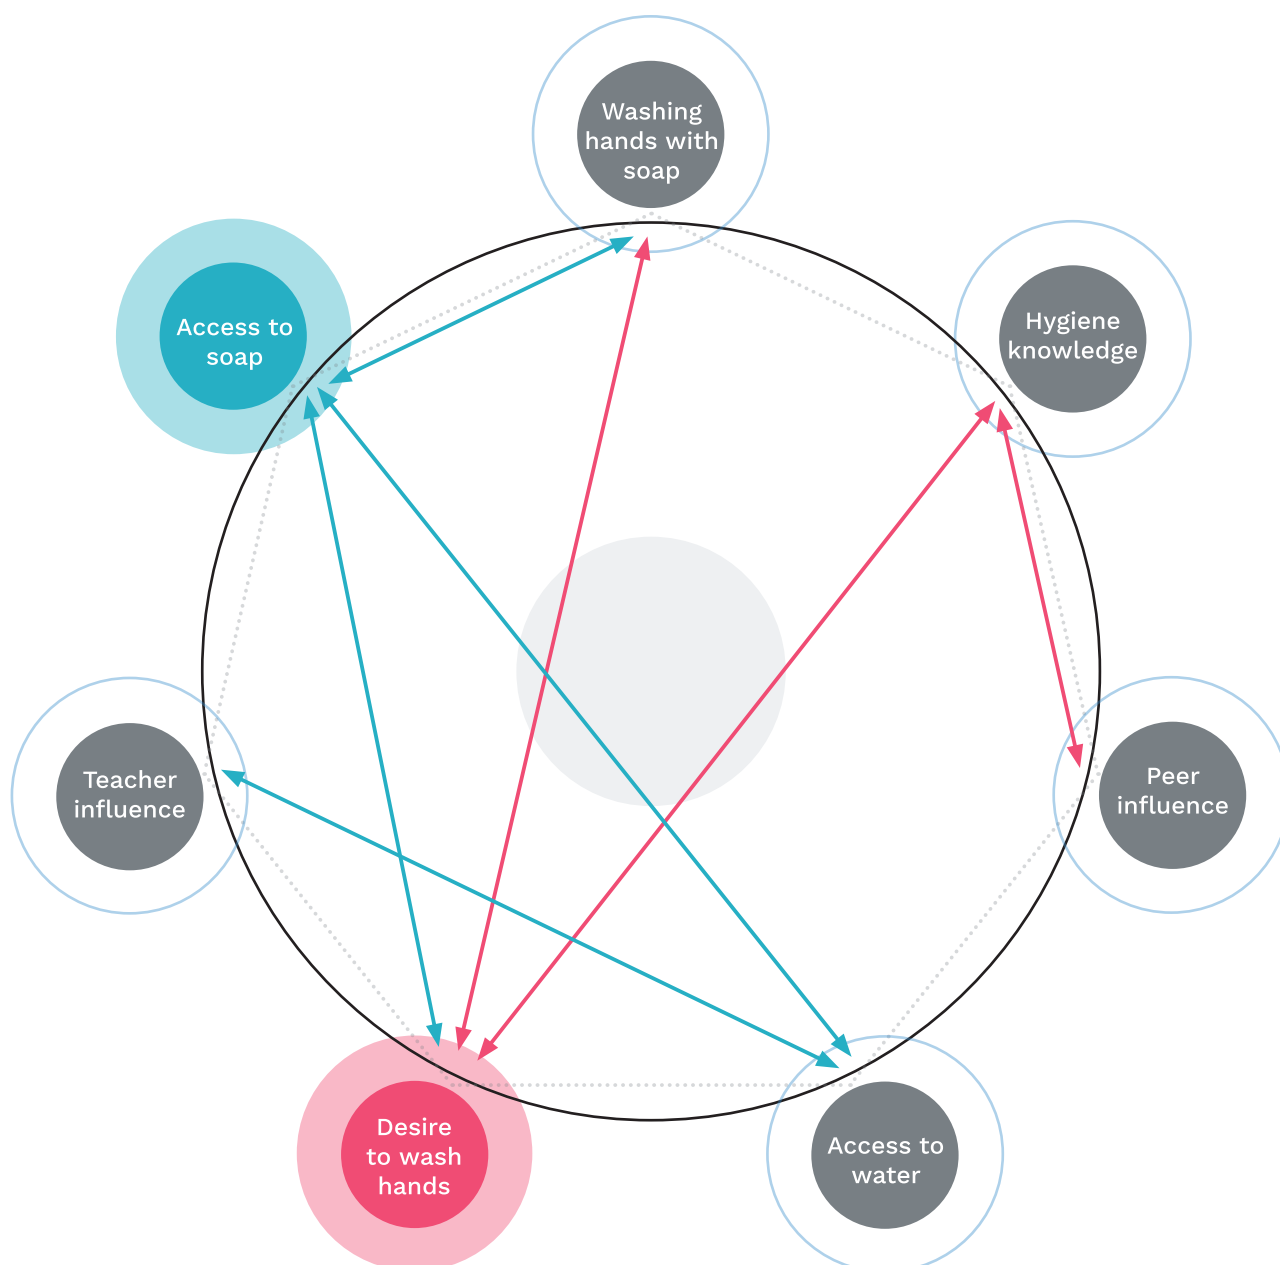 Washing
hands with
soap
Hygiene
knowledge
Access to
soap
Peer
influence
Teacher
influence
Desire
to wash
hands
Access to
water